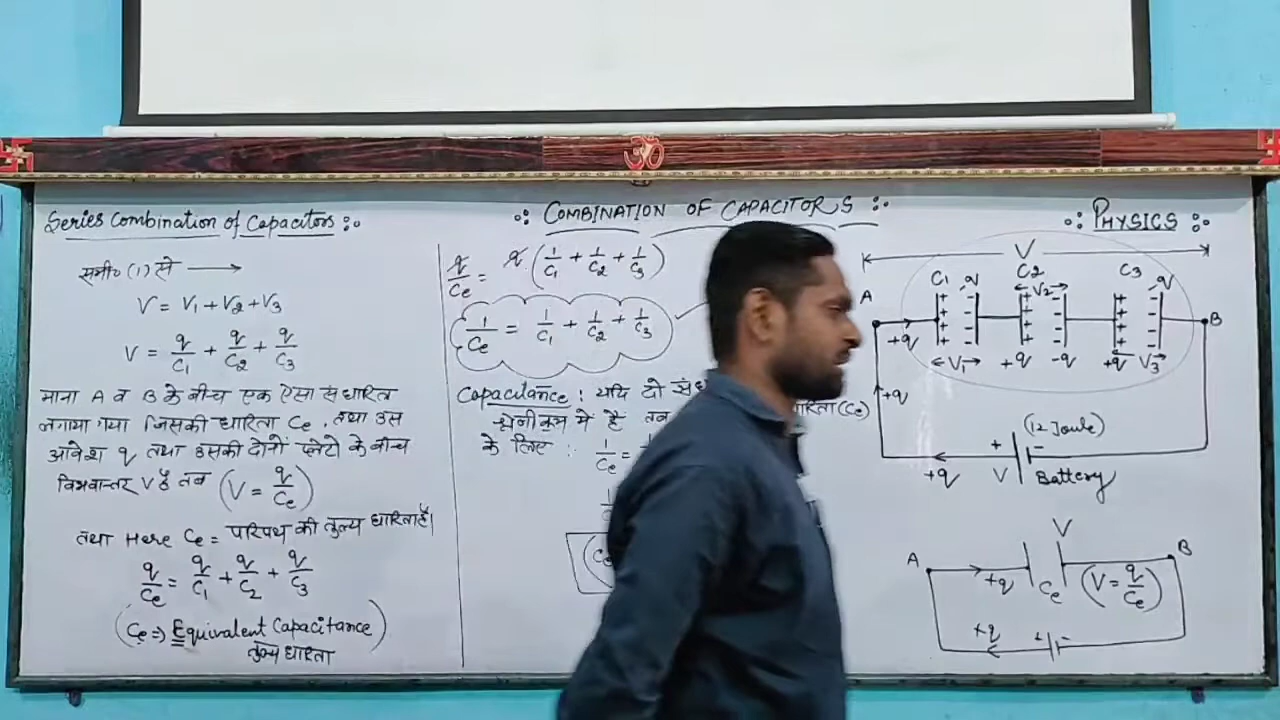 Series Combination of Capacitors :.
समी० (1) से →
V = V₁ + V₂ + V₃
V = q/C₁ + q/C₂ + q/C₃
माना A व B के बीच एक ऐसा संधारित्र
लगाया गया जिसकी धारिता Ce , तथा उस
आवेश q तथा उसकी दोनों प्लेटो के बीच
विभवान्तर V है तब (V = q/Ce)
तथा Here Ce = परिपथ की तुल्य धारिता है।
q/Ce = q/C₁ + q/C₂ + q/C₃
(Ce ⇒ Equivalent Capacitance)
तुल्य धारिता
.: COMBINATION OF CAPACITORS :.
q/Ce = q (1/C₁ + 1/C₂ + 1/C₃)
1/Ce = 1/C₁ + 1/C₂ + 1/C₃
Capacitance : यदि दो
श्रेणीक्रम में है तब (Ce)
के लिए : 1/Ce =
.: PHYSICS :.
V
C₁ q C2 C3 q
V₂
A B
+q V₁ +q -q +q V₃
+q
(12 Joule)
+ -
+q V Battery
V
A B
+q Ce (V = q/Ce)
+q + -